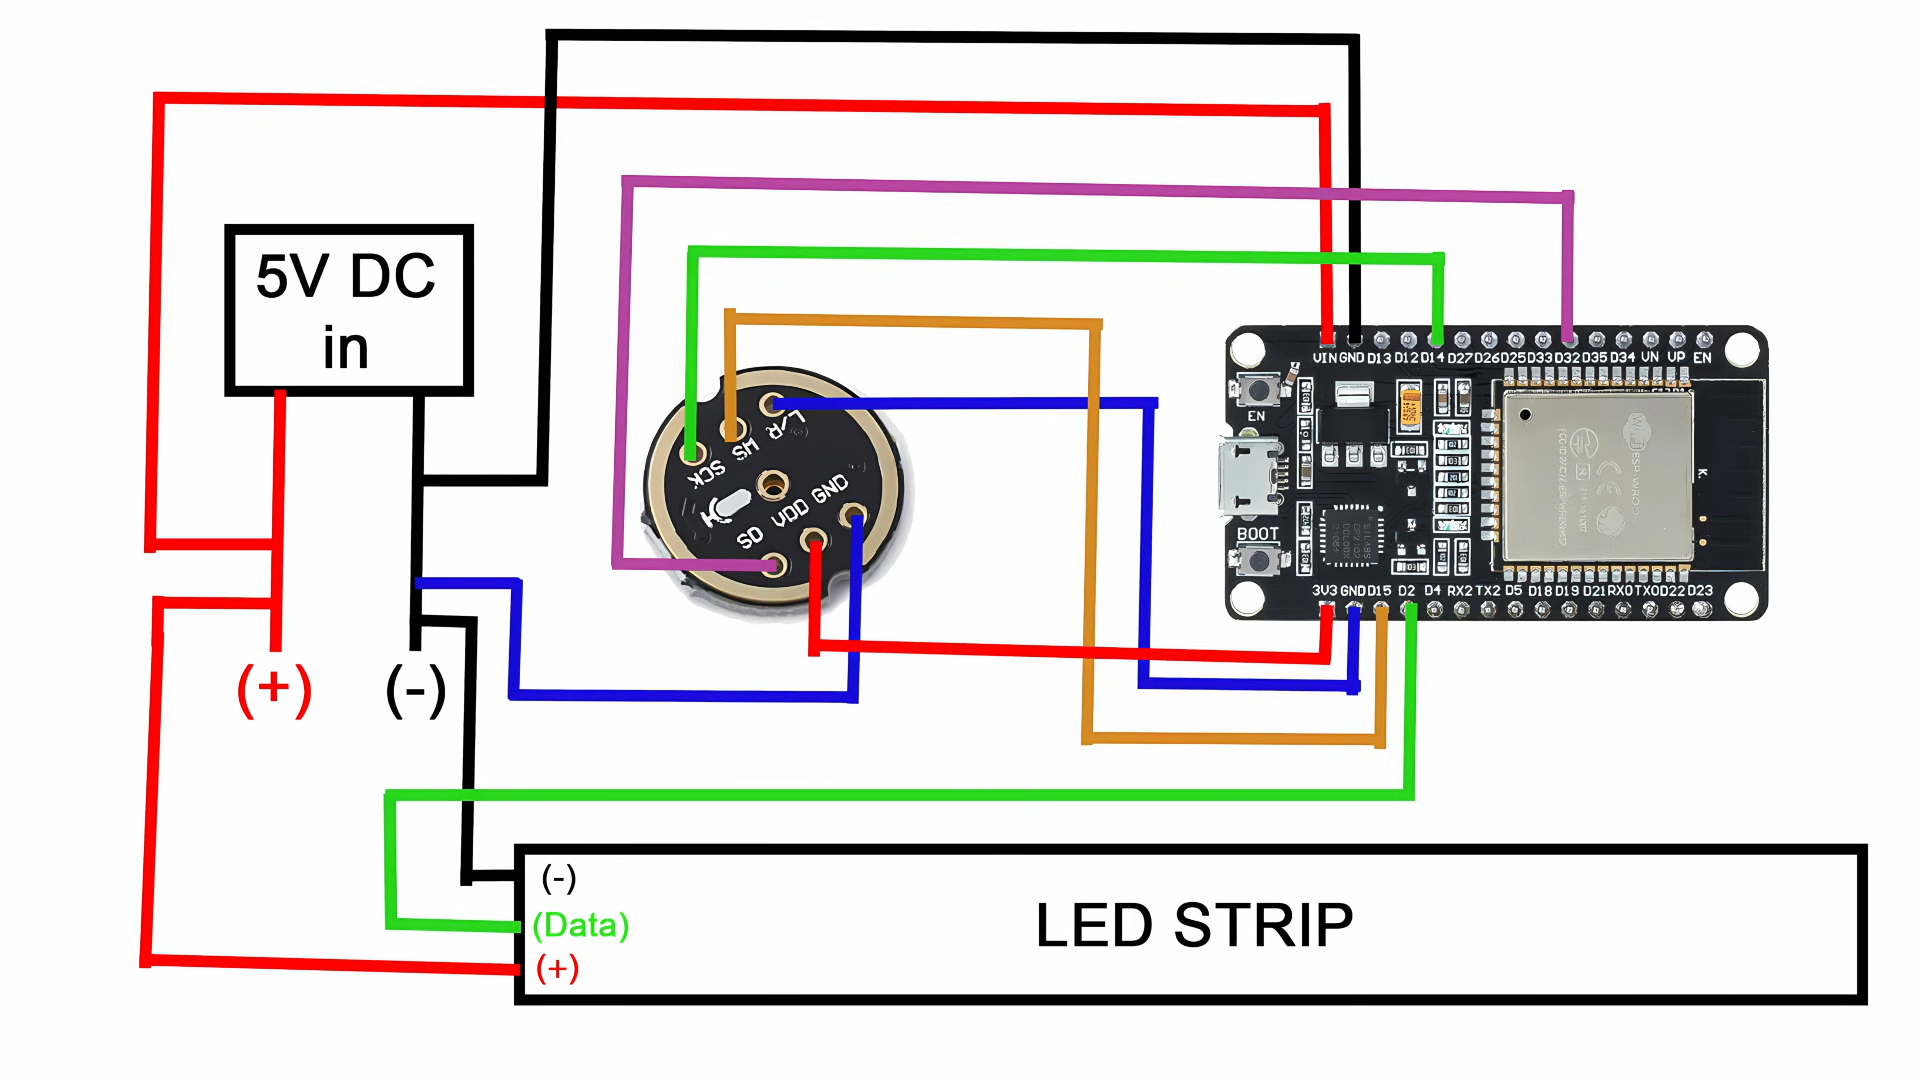 5V DC
in
(+)
(-)
L/R
WS
SCK
SD
VDD
GND
VIN GND D13 D12 D14 D27 D26 D25 D33 D32 D35 D34 VN VP EN
EN
BOOT
3V3 GND D15 D2 D4 RX2 TX2 D5 D18 D19 D21 RX0 TX0 D22 D23
(-)
(Data)
(+)
LED STRIP